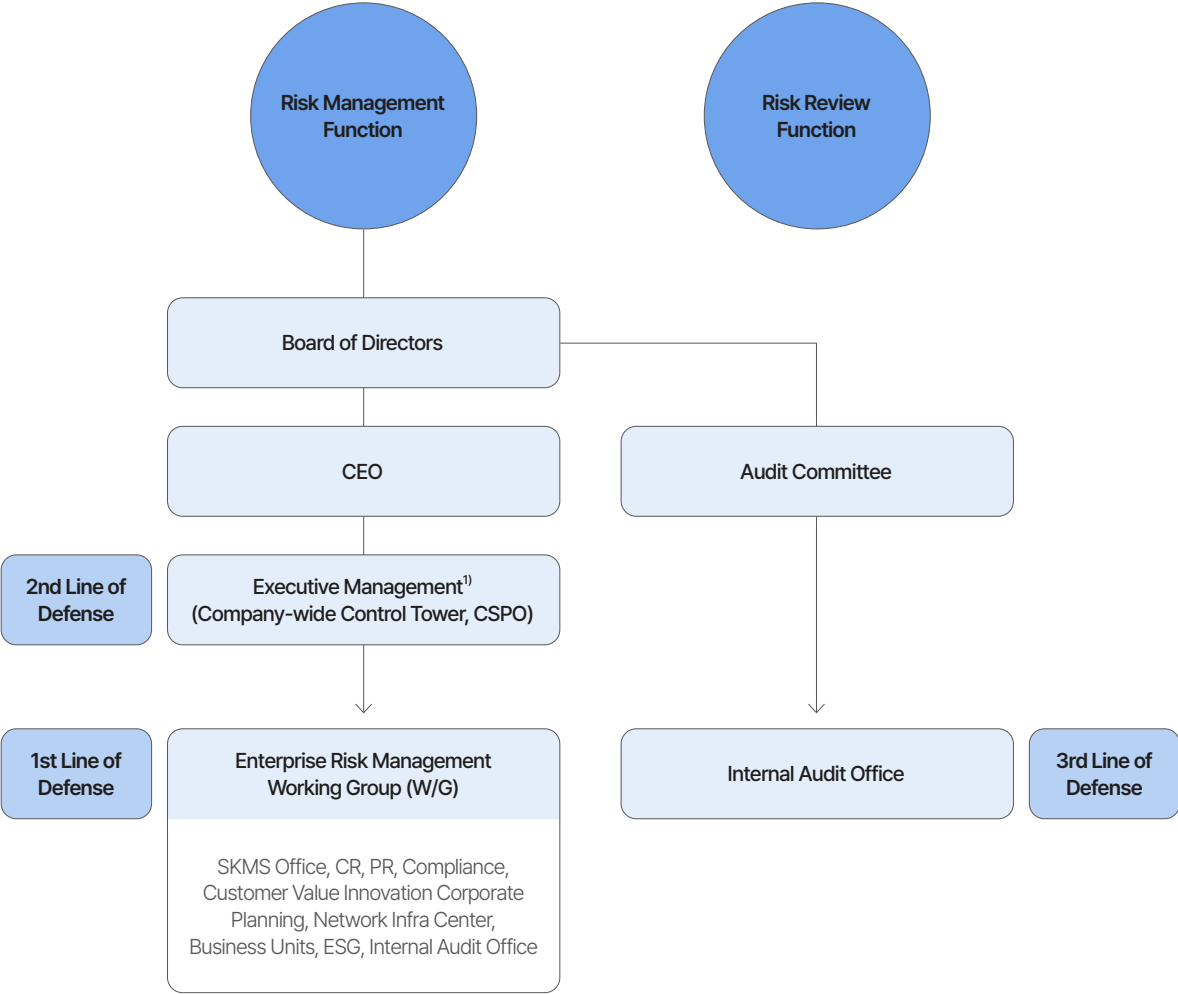 Risk Management
Function
Risk Review
Function
Board of Directors
CEO
Audit Committee
2nd Line of
Defense
Executive Management1)
(Company-wide Control Tower, CSPO)
1st Line of
Defense
Enterprise Risk Management
Working Group (W/G)
Internal Audit Office
3rd Line of
Defense
SKMS Office, CR, PR, Compliance,
Customer Value Innovation Corporate
Planning, Network Infra Center,
Business Units, ESG, Internal Audit Office